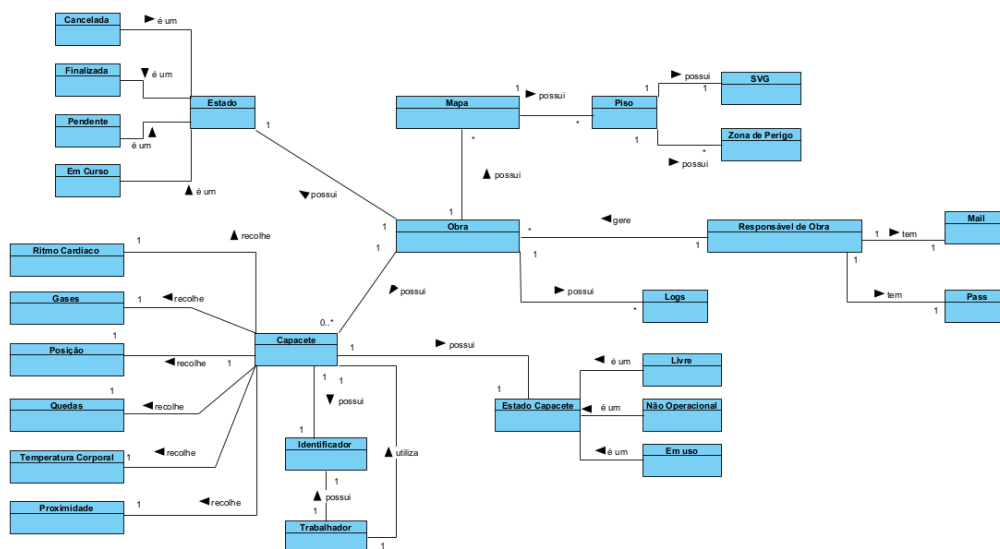 Cancelada
é um
Finalizada
é um
Pendente
é um
Em Curso
é um
Estado
1
possui
1
Mapa
1
possui
*
Piso
1
possui
1
SVG
1
possui
*
Zona de Perigo
*
possui
1
Obra
*
gere
1
Responsável de Obra
1
tem
1
Mail
1
tem
1
Pass
1
possui
*
Logs
1
possui
0..*
Capacete
Ritmo Cardíaco
1
recolhe
Gases
1
recolhe
Posição
1
recolhe
1
Quedas
1
recolhe
Temperatura Corporal
1
recolhe
Proximidade
1
recolhe
1
possui
1
Identificador
1
possui
1
Trabalhador
1
utiliza
1
1
possui
1
Estado Capacete
é um
Livre
é um
Não Operacional
é um
Em uso